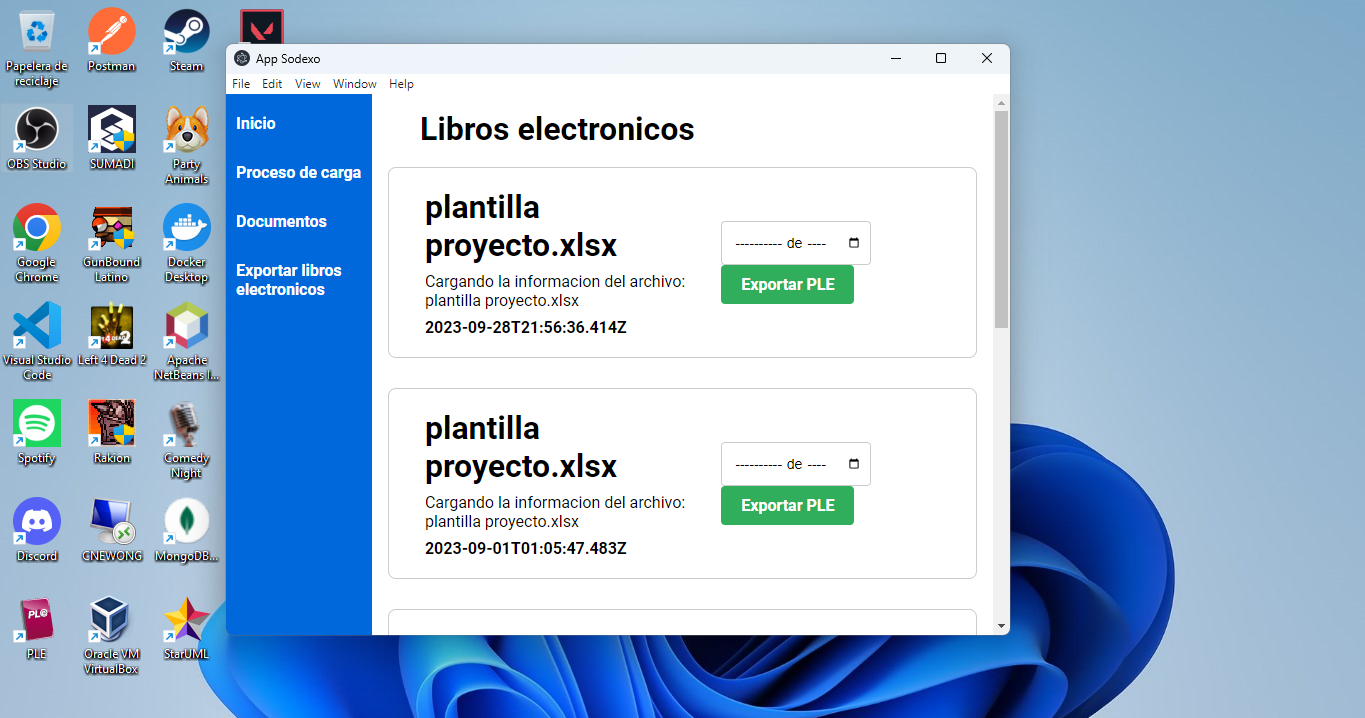 Papelera de
reciclaje
Postman
Steam
OBS Studio
SUMADI
Party
Animals
Google
Chrome
GunBound
Latino
Docker
Desktop
Visual Studio
Code
Left 4 Dead 2
Apache
NetBeans I...
Spotify
Rakion
Comedy
Night
Discord
CNEWONG
MongoDB...
PL@
PLE
Oracle VM
VirtualBox
StarUML
App Sodexo
File Edit View Window Help
Inicio
Proceso de carga
Documentos
Exportar libros
electronicos
Libros electronicos
plantilla
proyecto.xlsx
Cargando la informacion del archivo:
plantilla proyecto.xlsx
2023-09-28T21:56:36.414Z
---------- de ----
Exportar PLE
plantilla
proyecto.xlsx
Cargando la informacion del archivo:
plantilla proyecto.xlsx
2023-09-01T01:05:47.483Z
---------- de ----
Exportar PLE